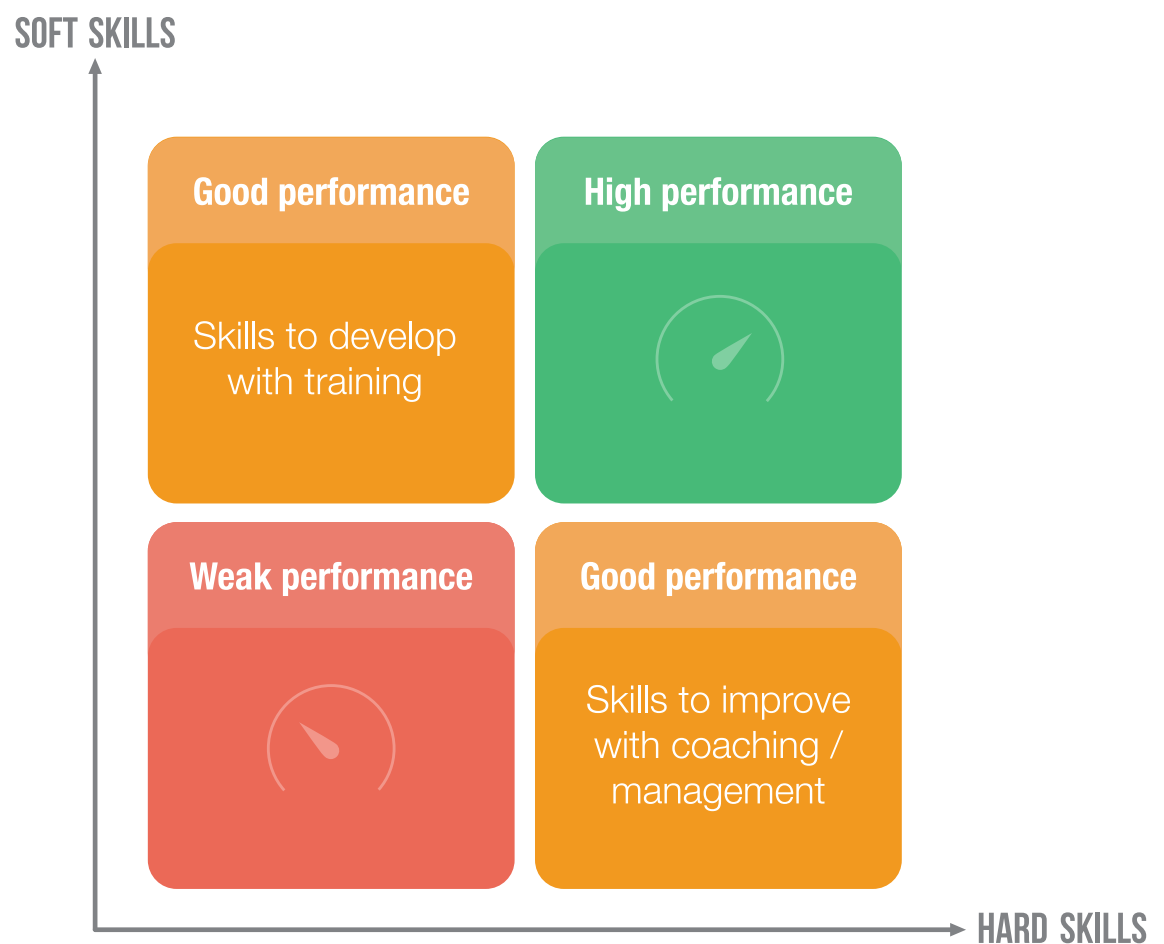 SOFT SKILLS
Good performance
Skills to develop
with training
High performance
Weak performance
Good performance
Skills to improve
with coaching /
management
HARD SKILLS